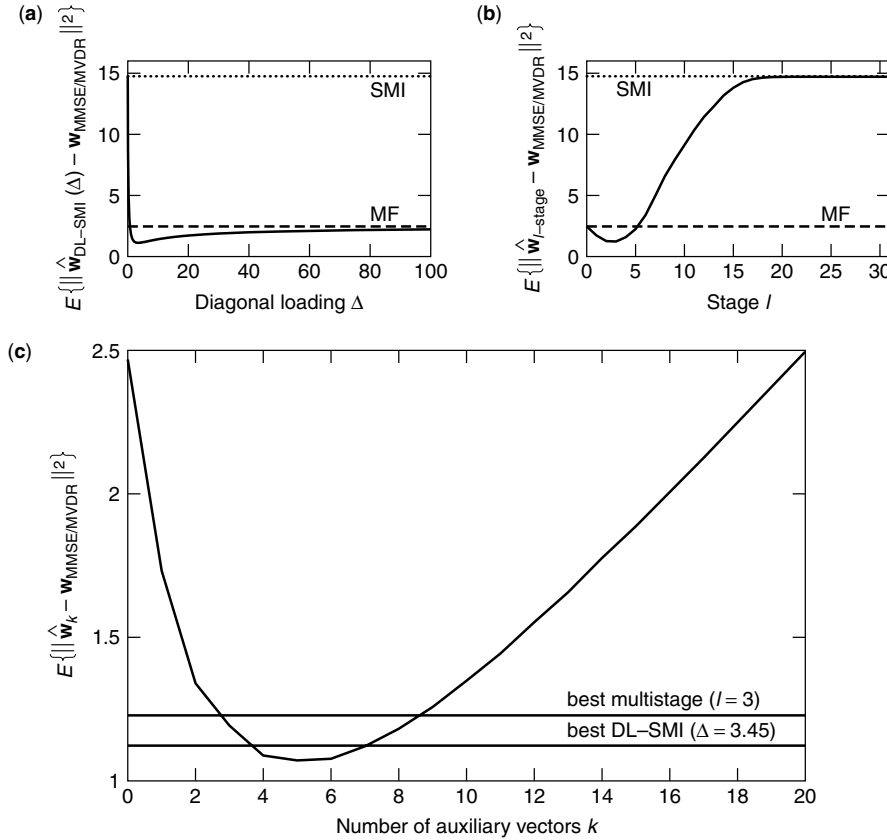 (a)
E{||ŵ_DL–SMI (Δ) – w_MMSE/MVDR||²}
15
10
5
0
SMI
MF
0 20 40 60 80 100
Diagonal loading Δ
(b)
E{||ŵ_l–stage – w_MMSE/MVDR||²}
15
10
5
0
SMI
MF
0 5 10 15 20 25 30
Stage l
(c)
E{||ŵ_k – w_MMSE/MVDR||²}
2.5
2
1.5
1
best multistage (l = 3)
best DL–SMI (Δ = 3.45)
0 2 4 6 8 10 12 14 16 18 20
Number of auxiliary vectors k